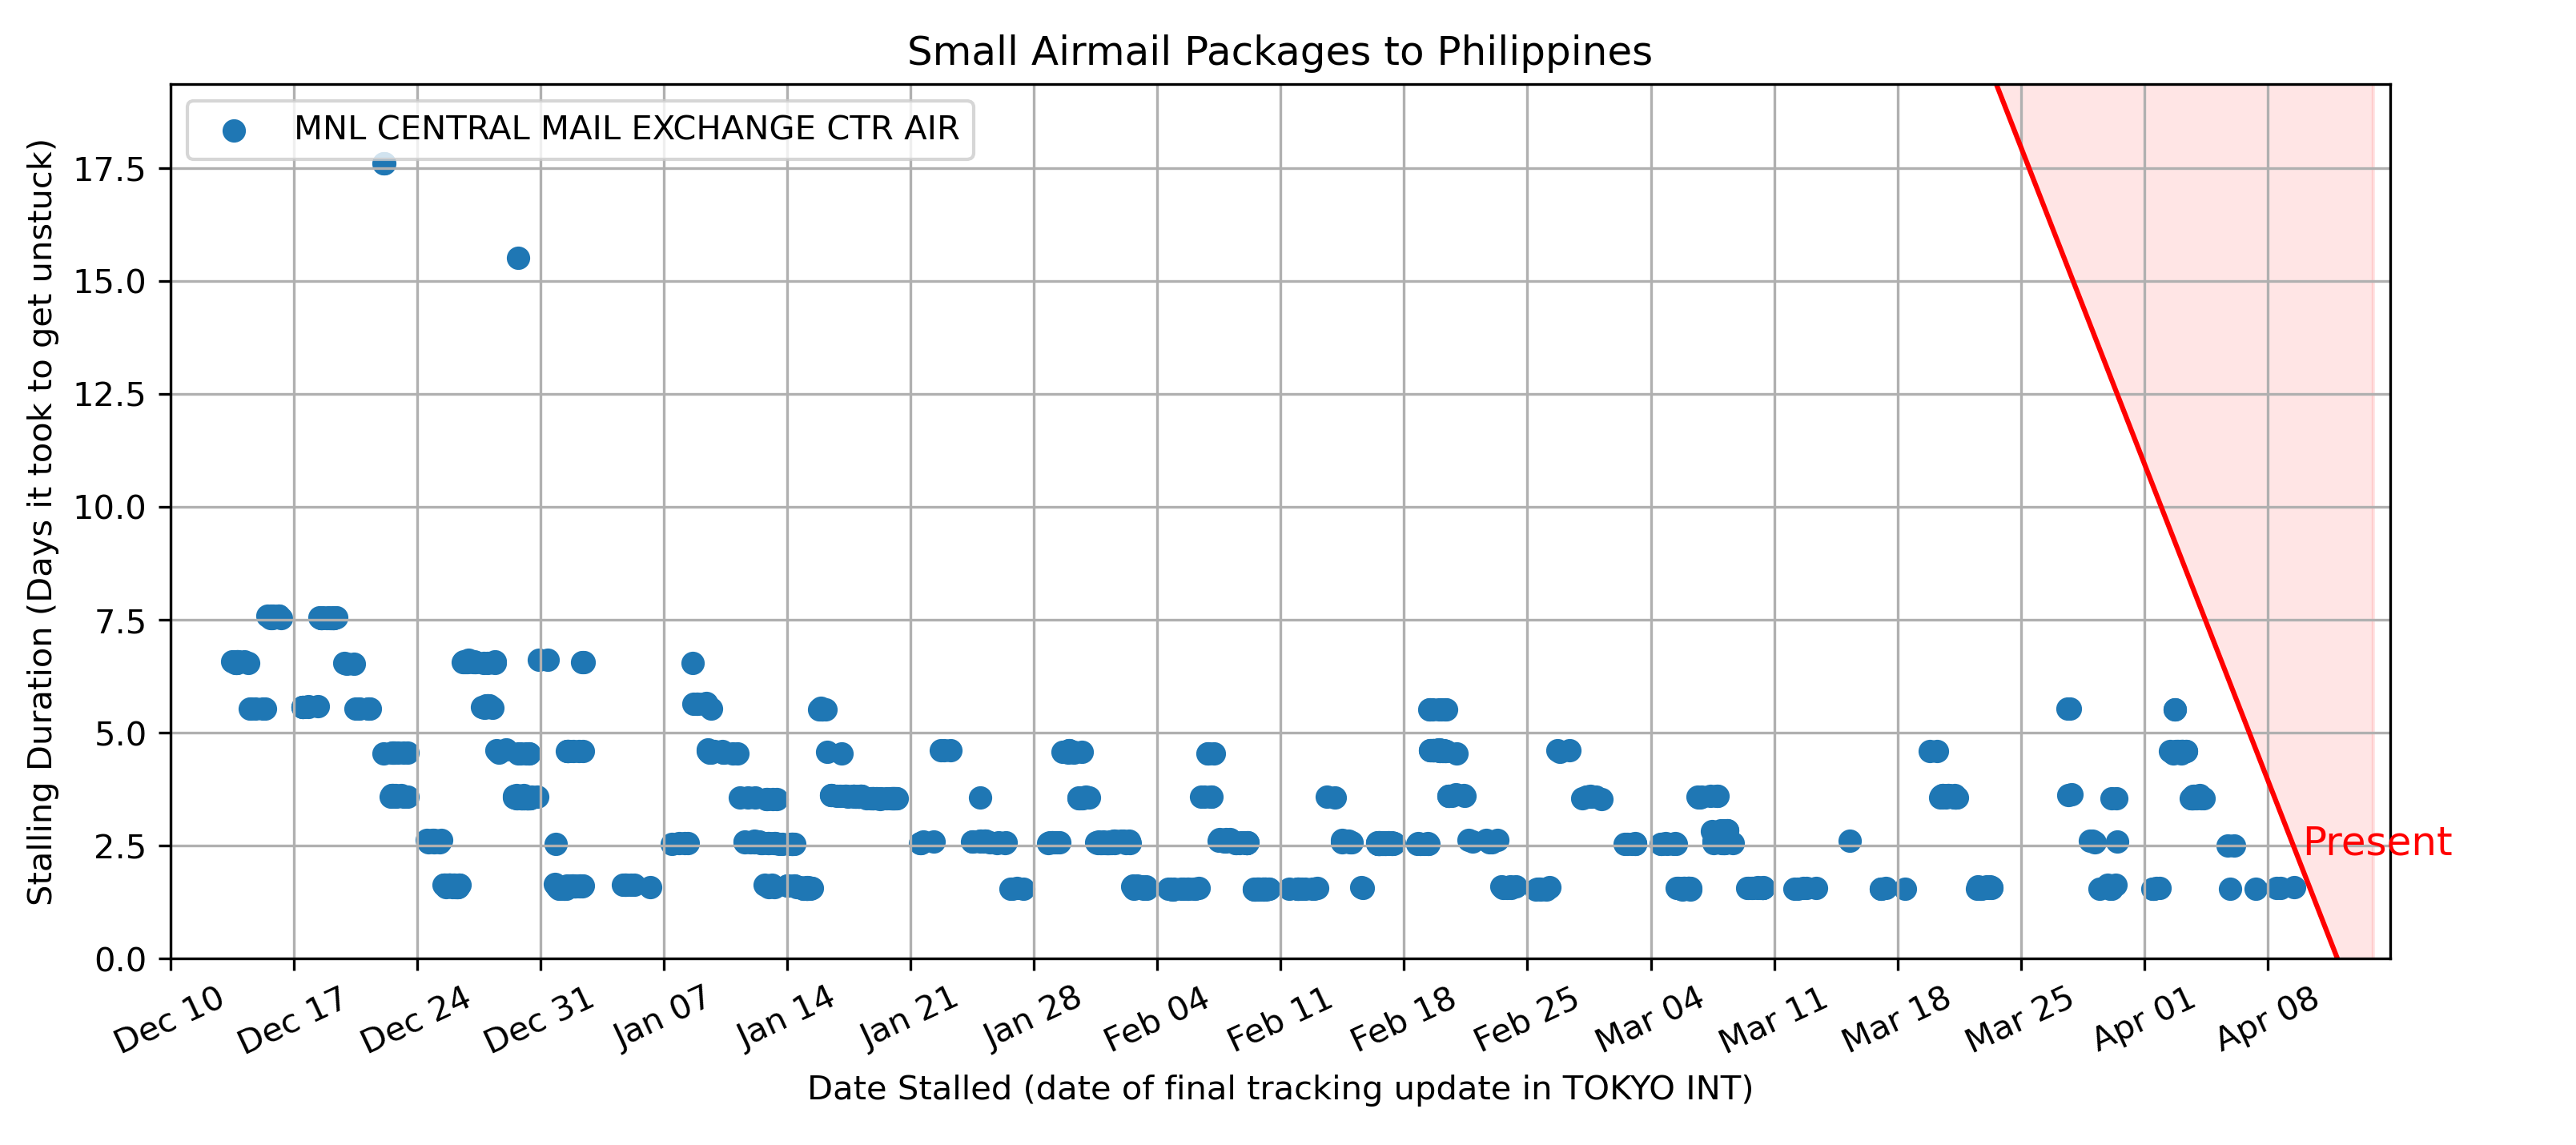 Small Airmail Packages to Philippines
MNL CENTRAL MAIL EXCHANGE CTR AIR
Stalling Duration (Days it took to get unstuck)
17.5
15.0
12.5
10.0
7.5
5.0
2.5
0.0
Present
Dec 10
Dec 17
Dec 24
Dec 31
Jan 07
Jan 14
Jan 21
Jan 28
Feb 04
Feb 11
Feb 18
Feb 25
Mar 04
Mar 11
Mar 18
Mar 25
Apr 01
Apr 08
Date Stalled (date of final tracking update in TOKYO INT)